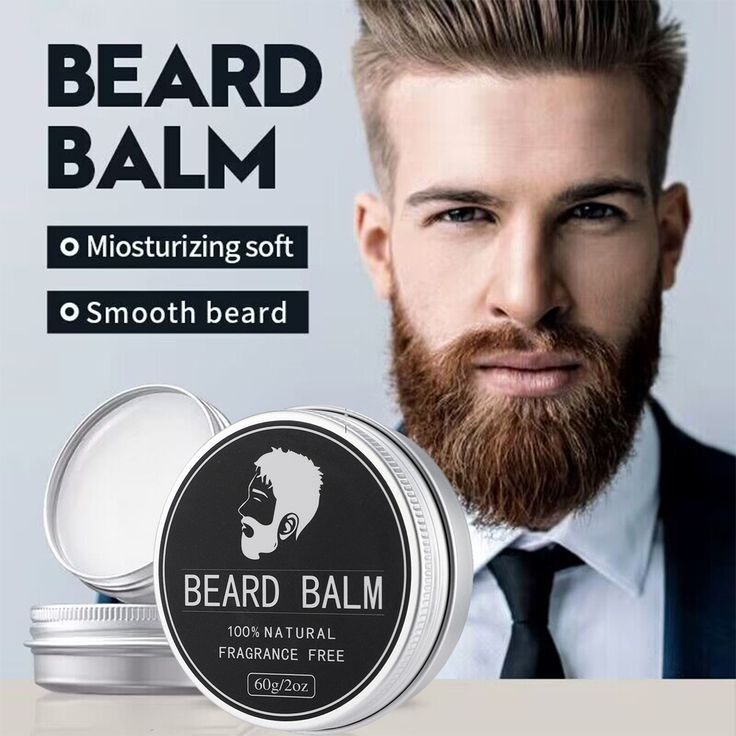 BEARD
BALM
Miosturizing soft
Smooth beard
BEARD BALM
100% NATURAL
FRAGRANCE FREE
60g/2oz